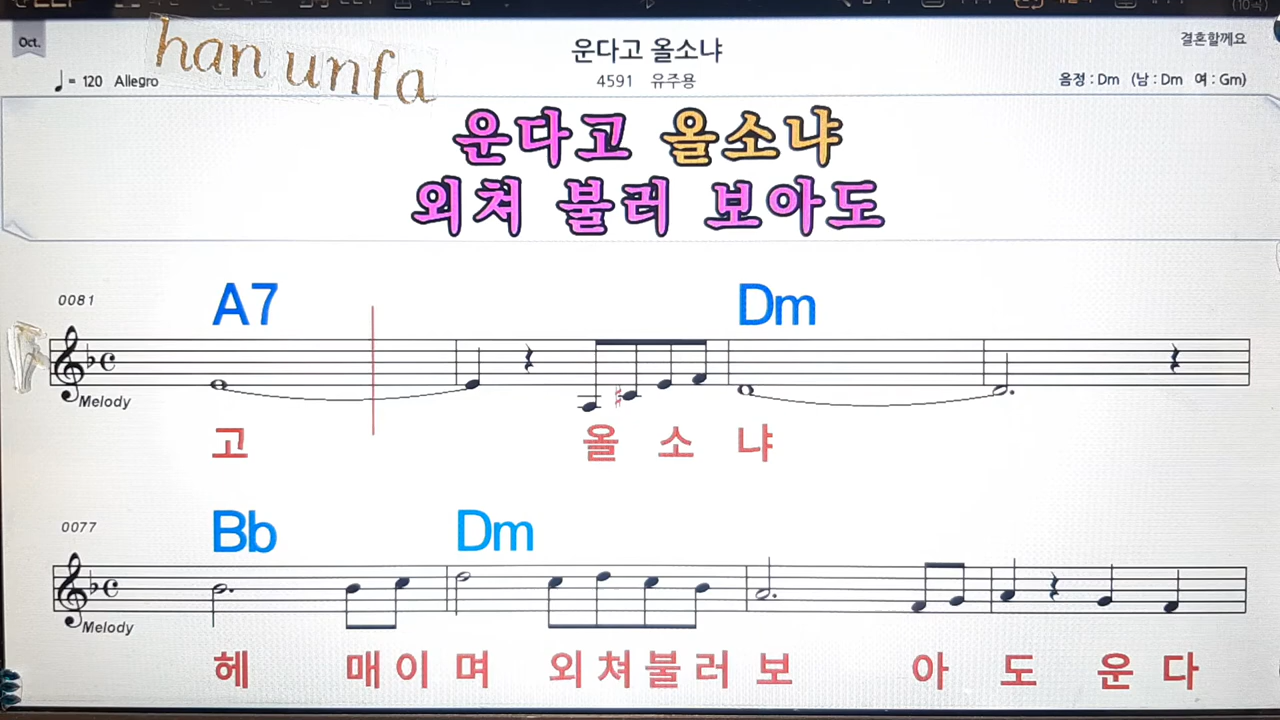 Oct.
han unfa
운다고 올소냐
결혼할께요
♩= 120 Allegro
4591 유주용
음정 : Dm (남 : Dm 여 : Gm)
운다고 올소냐
외쳐 불러 보아도
0081
A7 Dm
Melody
고 올 소 냐
0077
Bb Dm
Melody
헤 매 이 며 외 쳐 불 러 보 아 도 운 다